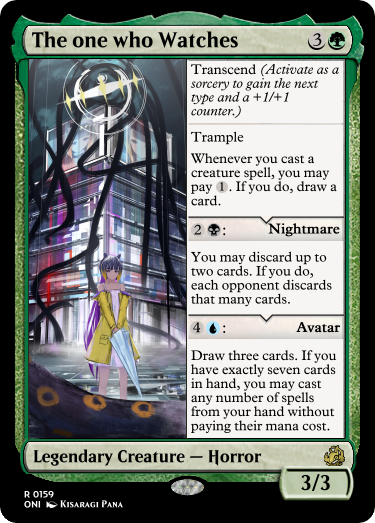 The one who Watches 3
Transcend (Activate as a
sorcery to gain the next
type and a +1/+1
counter.)
Trample
Whenever you cast a
creature spell, you may
pay 1. If you do, draw a
card.
2 : Nightmare
You may discard up to
two cards. If you do,
each opponent discards
that many cards.
4 : Avatar
Draw three cards. If you
have exactly seven cards
in hand, you may cast
any number of spells
from your hand without
paying their mana cost.
Legendary Creature — Horror
3/3
R 0159
ONI Kisaragi Pana